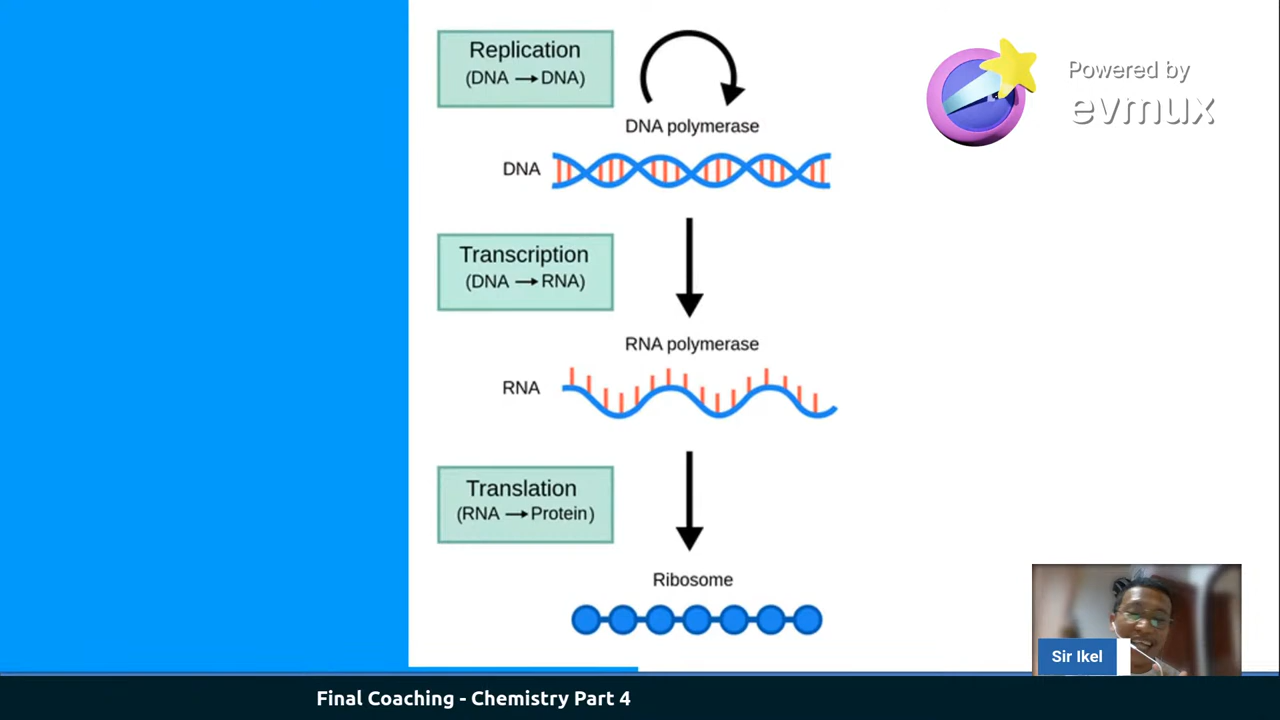 Replication
(DNA → DNA)
DNA polymerase
DNA
Transcription
(DNA → RNA)
RNA polymerase
RNA
Translation
(RNA → Protein)
Ribosome
Powered by
evmux
Sir Ikel
Final Coaching - Chemistry Part 4